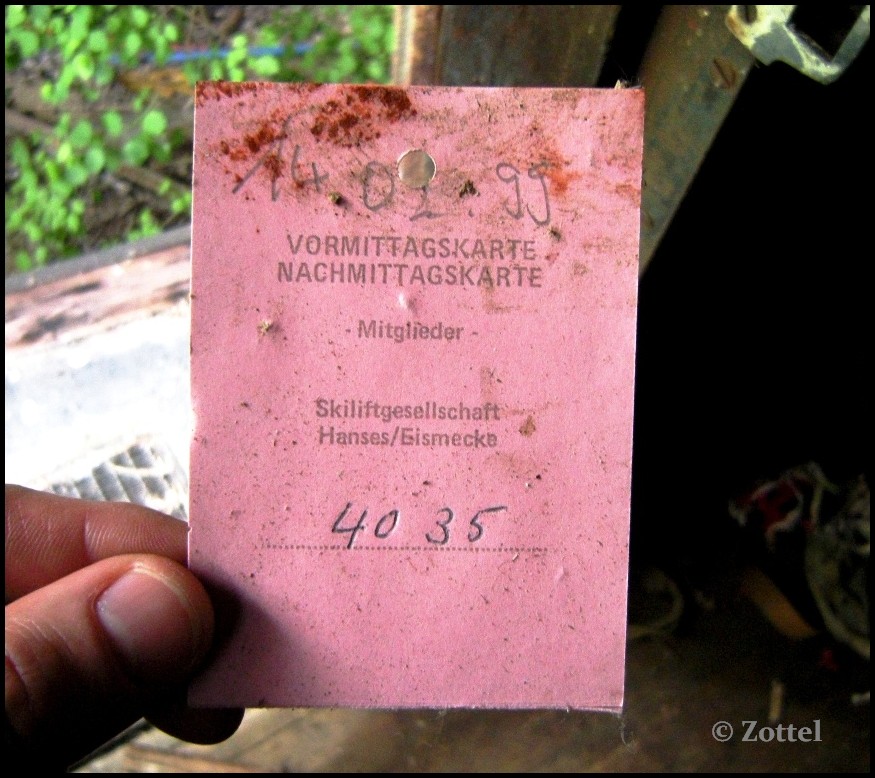 14.02.99
VORMITTAGSKARTE
NACHMITTAGSKARTE
- Mitglieder -
Skiliftgesellschaft
Hanses/Eismecke
40 35
© Zottel